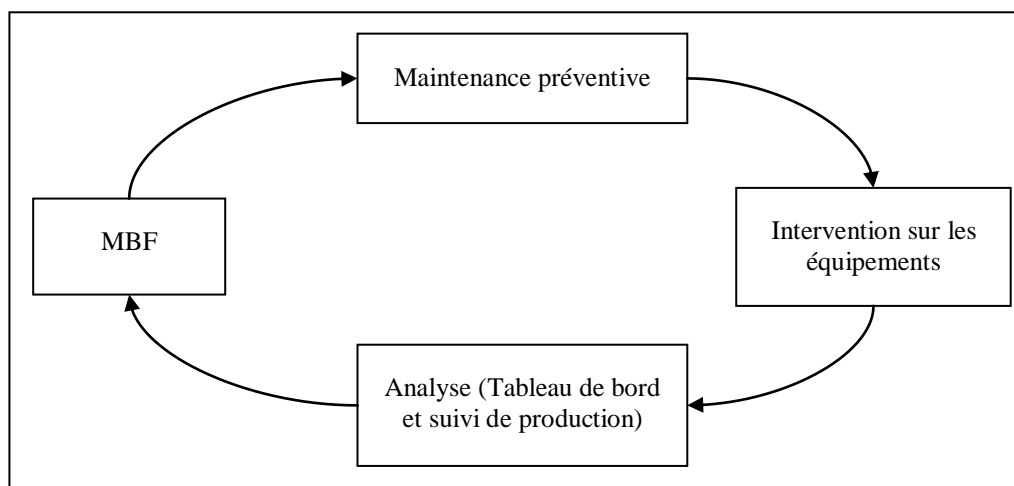 Maintenance préventive
MBF
Intervention sur les
équipements
Analyse (Tableau de bord
et suivi de production)